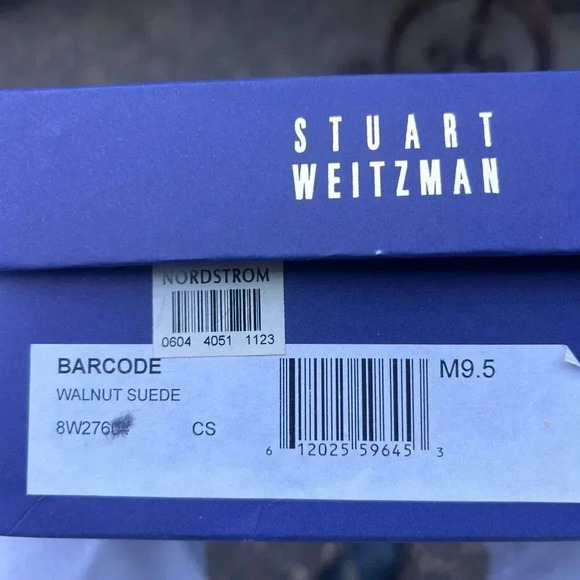 STUART
WEITZMAN
NORDSTROM
0604 4051 1123
BARCODE
WALNUT SUEDE
CS
M9.5
6 12025 59645 3